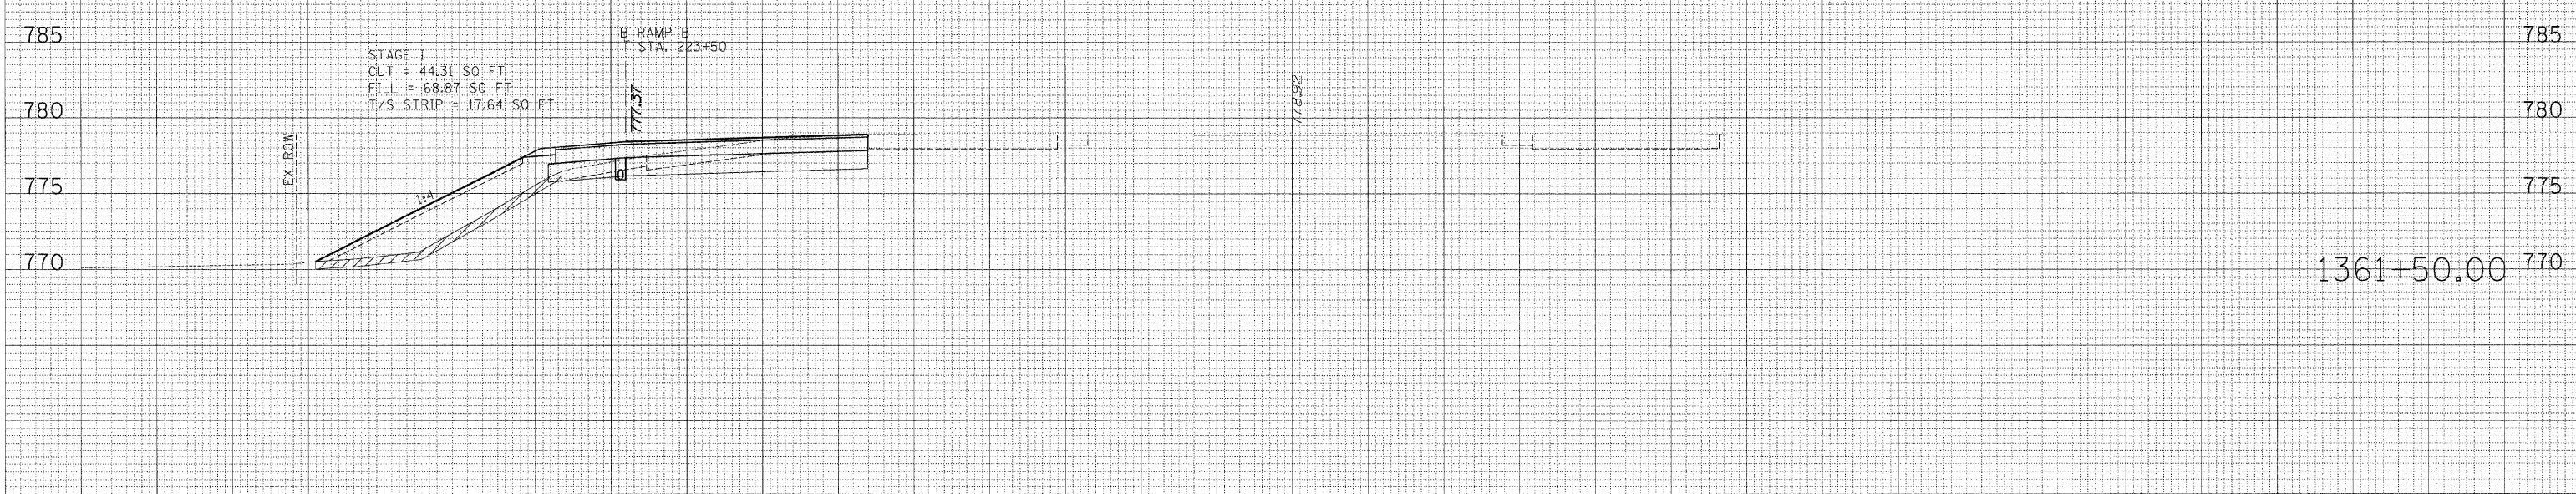 785
785
B RAMP B
STA. 223+50
STAGE I
CUT = 44.31 SQ FT
FILL = 68.87 SQ FT
T/S STRIP = 17.64 SQ FT
777.37
778.92
780
780
EX ROW
775
775
1:4
770
770
1361+50.00